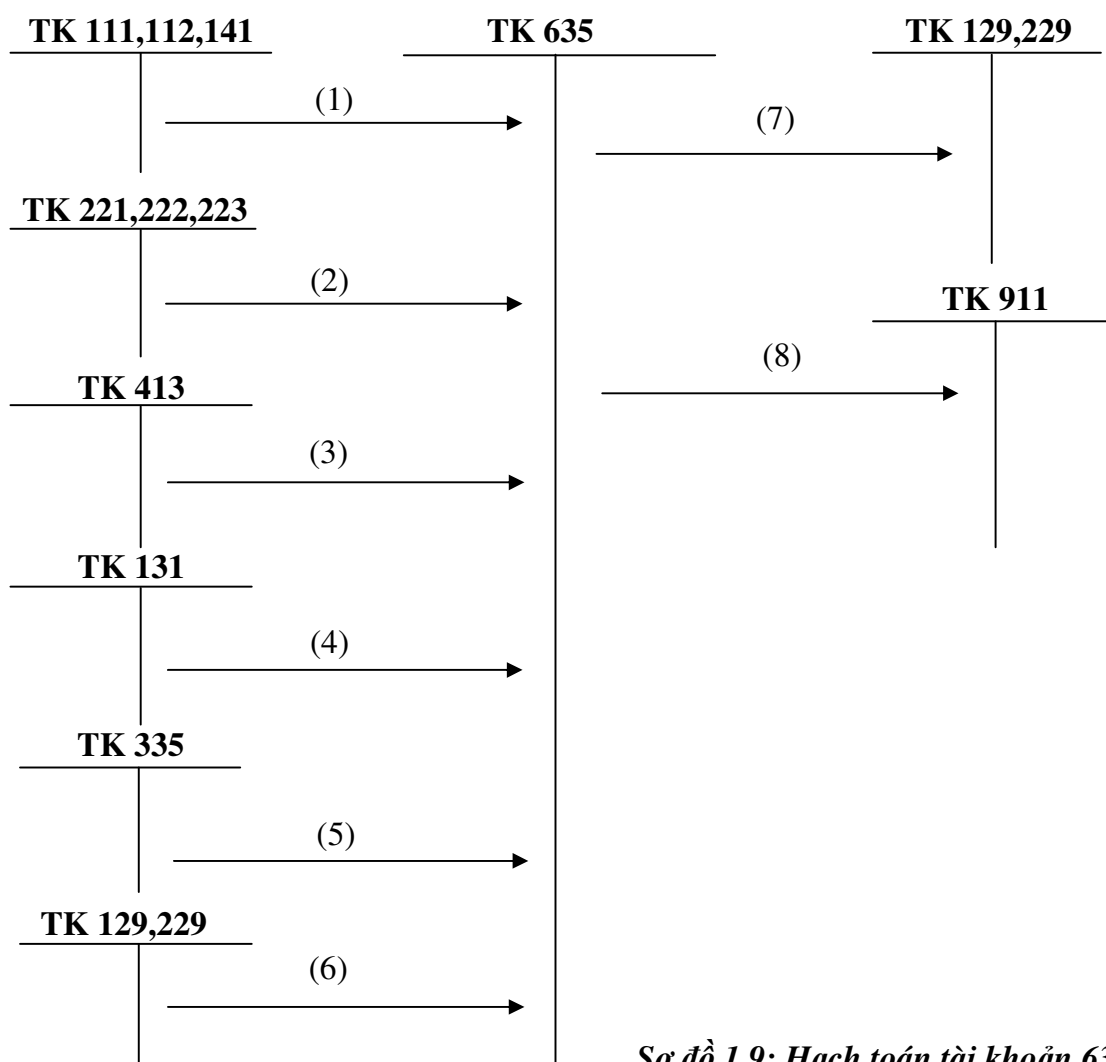 TK 111,112,141
TK 635
TK 129,229
(1)
(7)
TK 221,222,223
(2)
TK 911
(8)
TK 413
(3)
TK 131
(4)
TK 335
(5)
TK 129,229
(6)
Sơ đồ 1.9: Hạch toán tài khoản